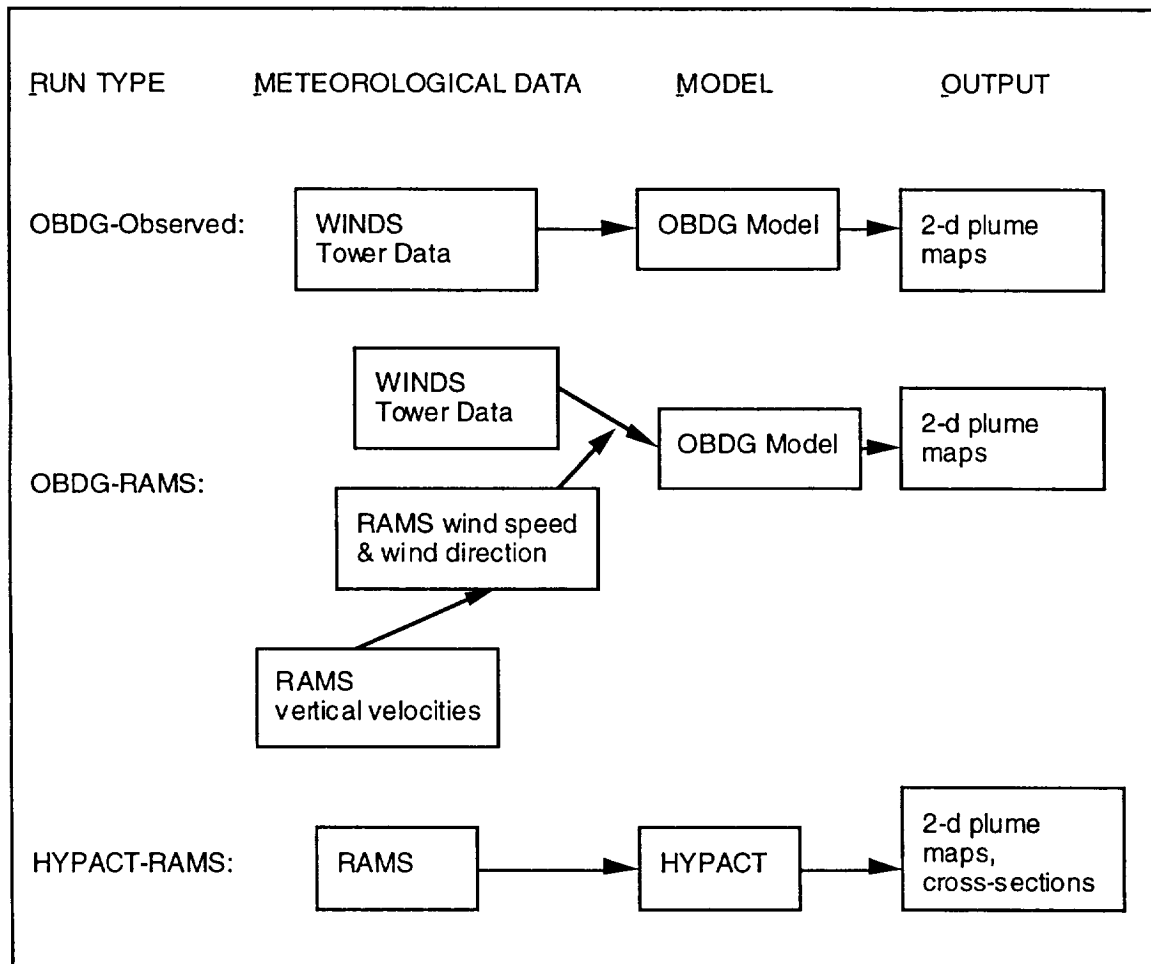 RUN TYPE METEOROLOGICAL DATA MODEL OUTPUT
OBDG-Observed:
WINDS
Tower Data
OBDG Model
2-d plume
maps
OBDG-RAMS:
WINDS
Tower Data
RAMS wind speed
& wind direction
RAMS
vertical velocities
OBDG Model
2-d plume
maps
HYPACT-RAMS:
RAMS
HYPACT
2-d plume
maps,
cross-sections